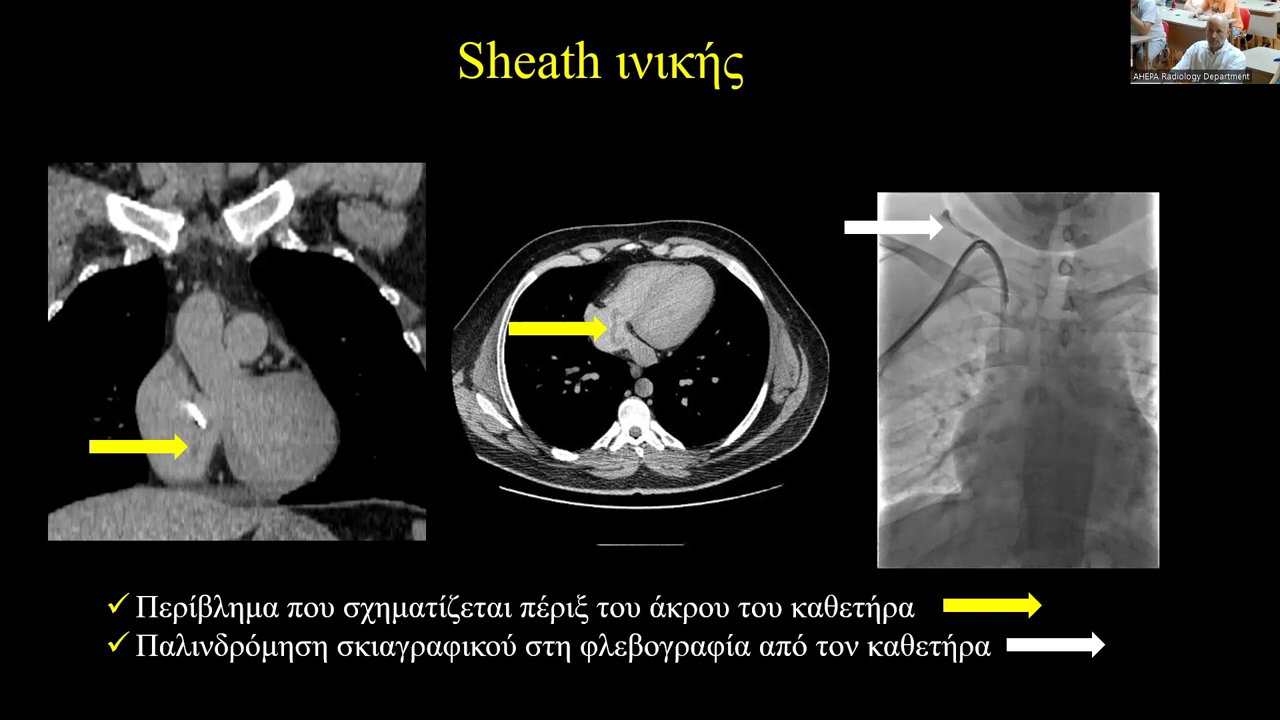 Sheath ινικής
AHEPA Radiology Department
Περίβλημα που σχηματίζεται πέριξ του άκρου του καθετήρα
Παλινδρόμηση σκιαγραφικού στη φλεβογραφία από τον καθετήρα